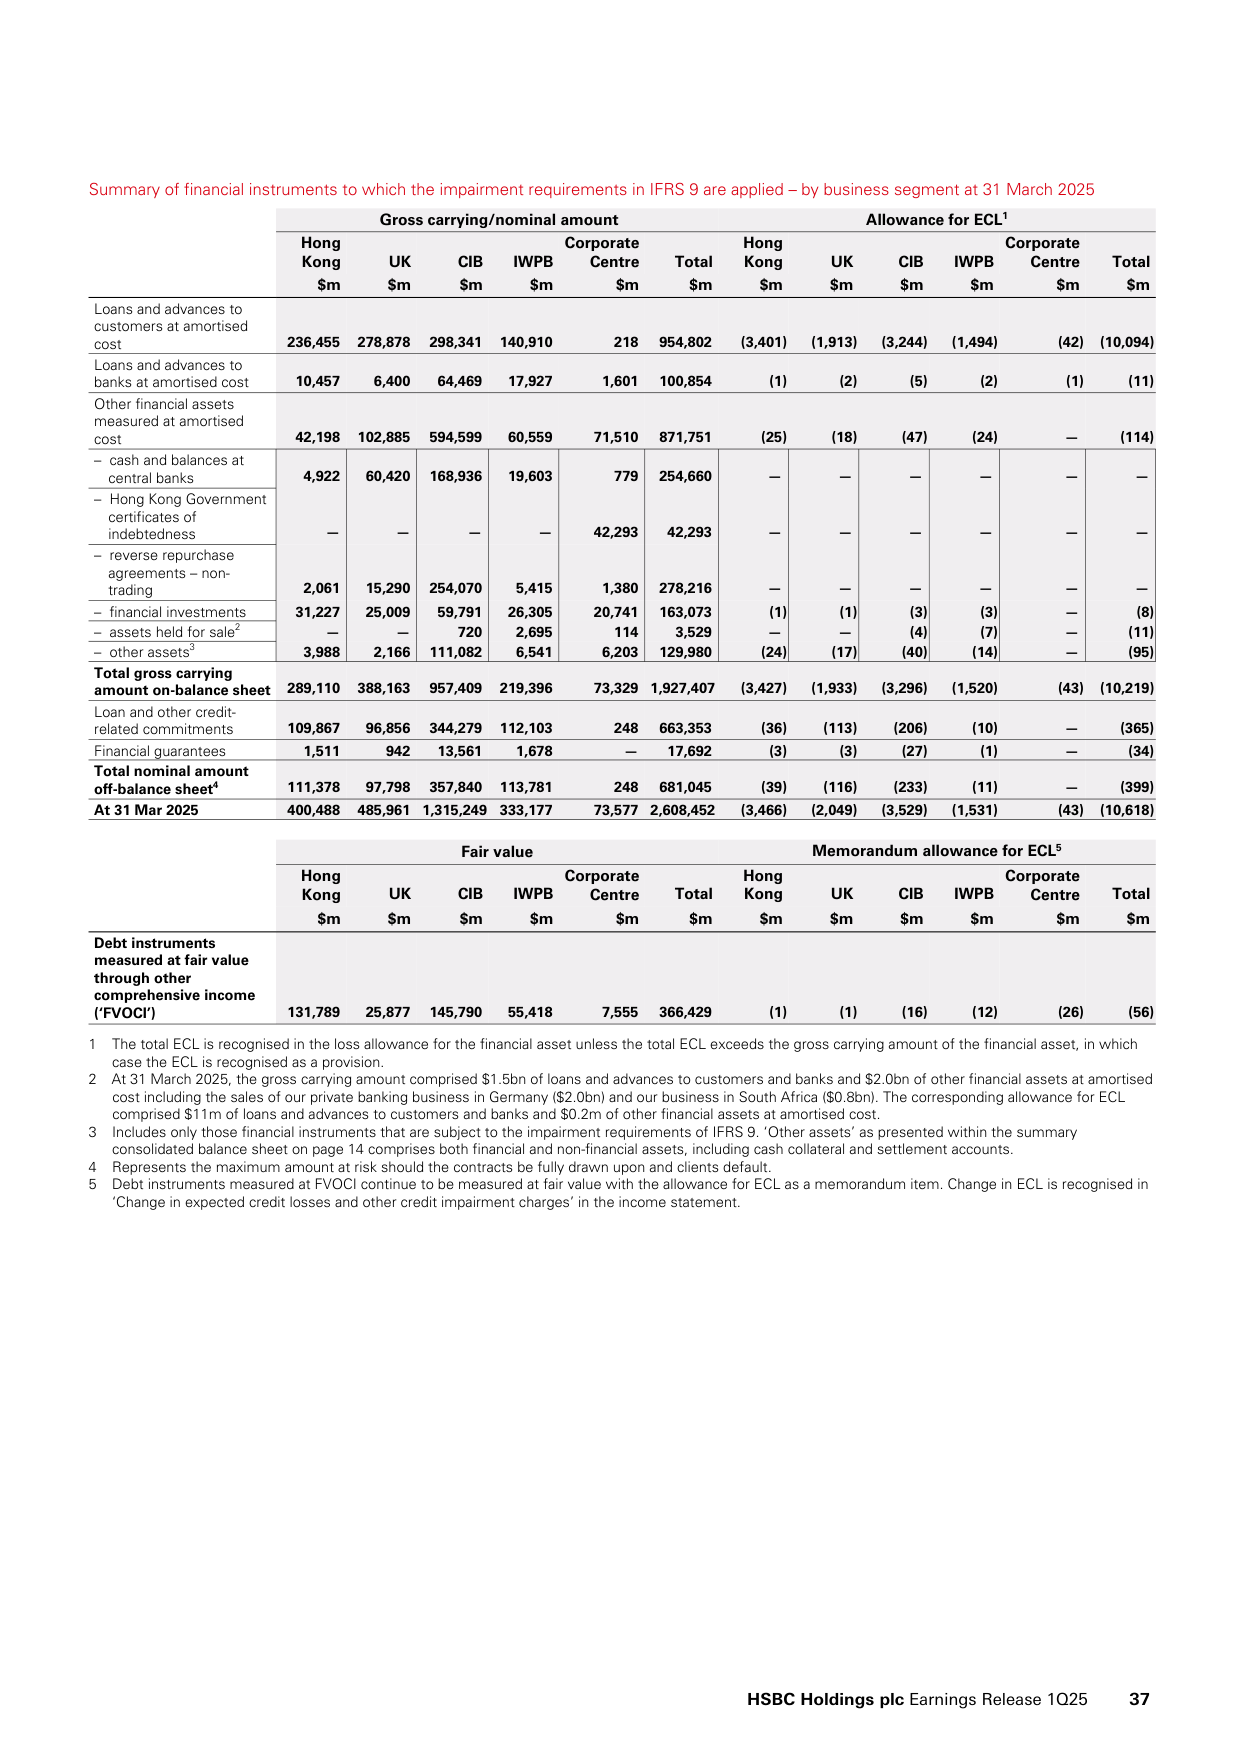 Summary of financial instruments to which the impairment requirements in IFRS 9 are applied – by business segment at 31 March 2025
Gross carrying/nominal amount Allowance for ECL1
Hong Kong UK CIB IWPB Corporate Centre Total Hong Kong UK CIB IWPB Corporate Centre Total
$m $m $m $m $m $m $m $m $m $m $m $m
Loans and advances to
customers at amortised
cost 236,455 278,878 298,341 140,910 218 954,802 (3,401) (1,913) (3,244) (1,494) (42) (10,094)
Loans and advances to
banks at amortised cost 10,457 6,400 64,469 17,927 1,601 100,854 (1) (2) (5) (2) (1) (11)
Other financial assets
measured at amortised
cost 42,198 102,885 594,599 60,559 71,510 871,751 (25) (18) (47) (24) — (114)
– cash and balances at
central banks 4,922 60,420 168,936 19,603 779 254,660 — — — — — —
– Hong Kong Government
certificates of
indebtedness — — — — 42,293 42,293 — — — — — —
– reverse repurchase
agreements – non-
trading 2,061 15,290 254,070 5,415 1,380 278,216 — — — — — —
– financial investments 31,227 25,009 59,791 26,305 20,741 163,073 (1) (1) (3) (3) — (8)
– assets held for sale2 — — 720 2,695 114 3,529 — — (4) (7) — (11)
– other assets3 3,988 2,166 111,082 6,541 6,203 129,980 (24) (17) (40) (14) — (95)
Total gross carrying
amount on-balance sheet 289,110 388,163 957,409 219,396 73,329 1,927,407 (3,427) (1,933) (3,296) (1,520) (43) (10,219)
Loan and other credit-
related commitments 109,867 96,856 344,279 112,103 248 663,353 (36) (113) (206) (10) — (365)
Financial guarantees 1,511 942 13,561 1,678 — 17,692 (3) (3) (27) (1) — (34)
Total nominal amount
off-balance sheet4 111,378 97,798 357,840 113,781 248 681,045 (39) (116) (233) (11) — (399)
At 31 Mar 2025 400,488 485,961 1,315,249 333,177 73,577 2,608,452 (3,466) (2,049) (3,529) (1,531) (43) (10,618)
Fair value Memorandum allowance for ECL5
Hong Kong UK CIB IWPB Corporate Centre Total Hong Kong UK CIB IWPB Corporate Centre Total
$m $m $m $m $m $m $m $m $m $m $m $m
Debt instruments
measured at fair value
through other
comprehensive income
(‘FVOCI’) 131,789 25,877 145,790 55,418 7,555 366,429 (1) (1) (16) (12) (26) (56)
1 The total ECL is recognised in the loss allowance for the financial asset unless the total ECL exceeds the gross carrying amount of the financial asset, in which
case the ECL is recognised as a provision.
2 At 31 March 2025, the gross carrying amount comprised $1.5bn of loans and advances to customers and banks and $2.0bn of other financial assets at amortised
cost including the sales of our private banking business in Germany ($2.0bn) and our business in South Africa ($0.8bn). The corresponding allowance for ECL
comprised $11m of loans and advances to customers and banks and $0.2m of other financial assets at amortised cost.
3 Includes only those financial instruments that are subject to the impairment requirements of IFRS 9. ‘Other assets’ as presented within the summary
consolidated balance sheet on page 14 comprises both financial and non-financial assets, including cash collateral and settlement accounts.
4 Represents the maximum amount at risk should the contracts be fully drawn upon and clients default.
5 Debt instruments measured at FVOCI continue to be measured at fair value with the allowance for ECL as a memorandum item. Change in ECL is recognised in
‘Change in expected credit losses and other credit impairment charges’ in the income statement.
HSBC Holdings plc Earnings Release 1Q25 37